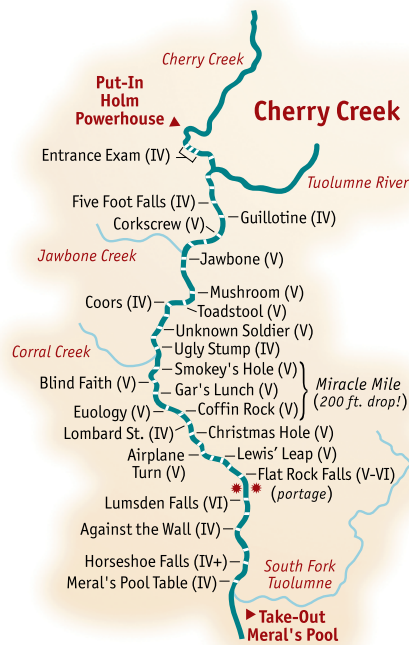 Cherry Creek
Put-In
Holm
Powerhouse
Cherry Creek
Entrance Exam (IV)
Tuolumne River
Five Foot Falls (IV)
Guillotine (IV)
Corkscrew (V)
Jawbone Creek
Jawbone (V)
Mushroom (V)
Coors (IV)
Toadstool (V)
Unknown Soldier (V)
Corral Creek
Ugly Stump (IV)
Smokey's Hole (V)
Blind Faith (V)
Miracle Mile
Gar's Lunch (V)
(200 ft. drop!)
Euology (V)
Coffin Rock (V)
Lombard St. (IV)
Christmas Hole (V)
Airplane
Turn (V)
Lewis' Leap (V)
Flat Rock Falls (V-VI)
(portage)
Lumsden Falls (VI)
Against the Wall (IV)
Horseshoe Falls (IV+)
South Fork
Tuolumne
Meral's Pool Table (IV)
Take-Out
Meral's Pool